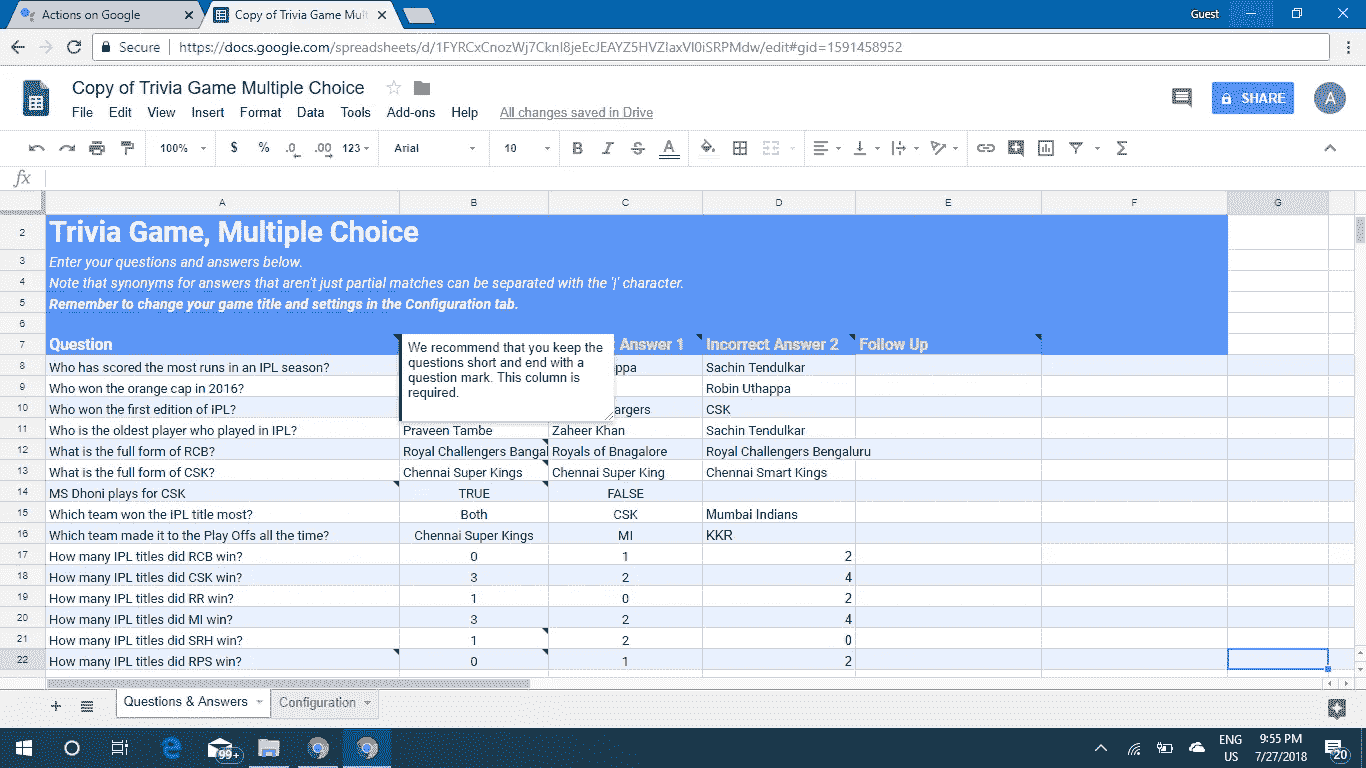 Actions on Google
Copy of Trivia Game Mult
Guest
Secure https://docs.google.com/spreadsheets/d/
Copy of Trivia Game Multiple Choice
File Edit View Insert Format Data Tools Add-ons Help All changes saved in Drive
SHARE
A
100% $ % .0 .00 123 Arial 10 B I S A
fx
A B C D E F G
2 Trivia Game, Multiple Choice
3 Enter your questions and answers below.
4 Note that synonyms for answers that aren't just partial matches can be separated with the '|' character.
5 Remember to change your game title and settings in the Configuration tab.
6
7 Question Answer 1 Incorrect Answer 2 Follow Up
We recommend that you keep the
questions short and end with a
question mark. This column is
required.
8 Who has scored the most runs in an IPL season? ppa Sachin Tendulkar
9 Who won the orange cap in 2016? Robin Uthappa
10 Who won the first edition of IPL? argers CSK
11 Who is the oldest player who played in IPL? Praveen Tambe Zaheer Khan Sachin Tendulkar
12 What is the full form of RCB? Royal Challengers Bangal Royals of Bnagalore Royal Challengers Bengaluru
13 What is the full form of CSK? Chennai Super Kings Chennai Super King Chennai Smart Kings
14 MS Dhoni plays for CSK TRUE FALSE
15 Which team won the IPL title most? Both CSK Mumbai Indians
16 Which team made it to the Play Offs all the time? Chennai Super Kings MI KKR
17 How many IPL titles did RCB win? 0 1 2
18 How many IPL titles did CSK win? 3 2 4
19 How many IPL titles did RR win? 1 0 2
20 How many IPL titles did MI win? 3 2 4
21 How many IPL titles did SRH win? 1 2 0
22 How many IPL titles did RPS win? 0 1 2
Questions & Answers Configuration
99+
ENG 9:55 PM
US 7/27/2018
20